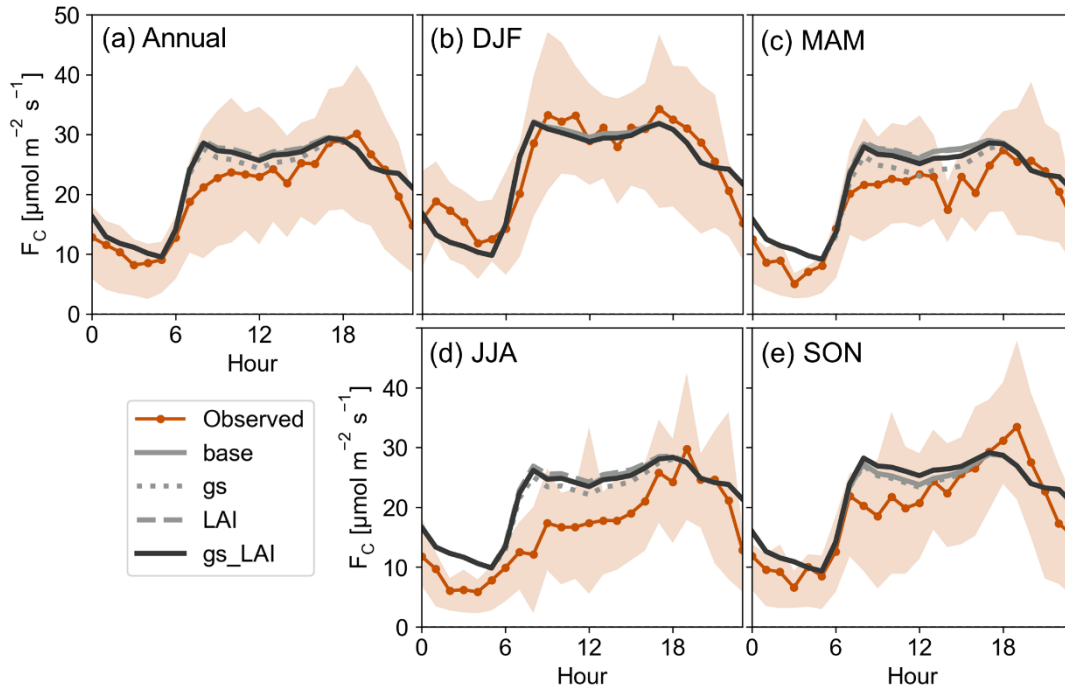 (a) Annual
(b) DJF
(c) MAM
50
40
30
20
10
0
F_C [μmol m⁻² s⁻¹]
0 6 12 18
Hour
(d) JJA
(e) SON
40
30
20
10
0
F_C [μmol m⁻² s⁻¹]
0 6 12 18
0 6 12 18
Hour
Hour
Observed
base
gs
LAI
gs_LAI